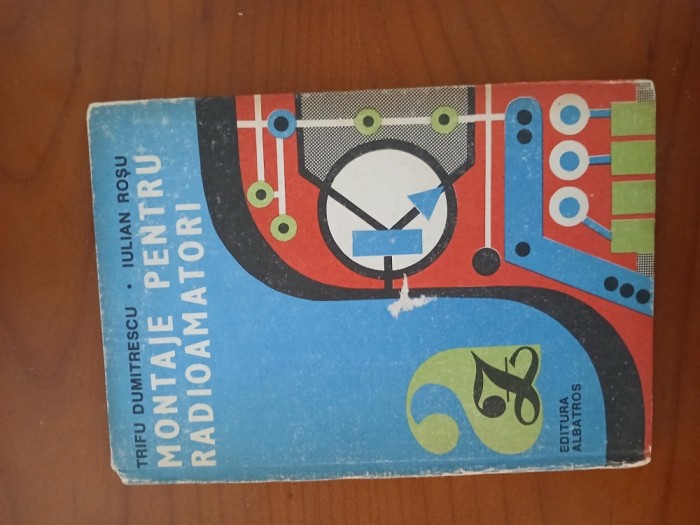 TRIFU DUMITRESCU • IULIAN ROȘU
MONTAJE PENTRU
RADIOAMATORI
EDITURA
ALBATROS